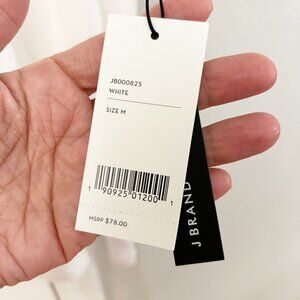 JB000825
WHITE
SIZE M
1 90925 01200 1
MSRP $78.00
J BRAND